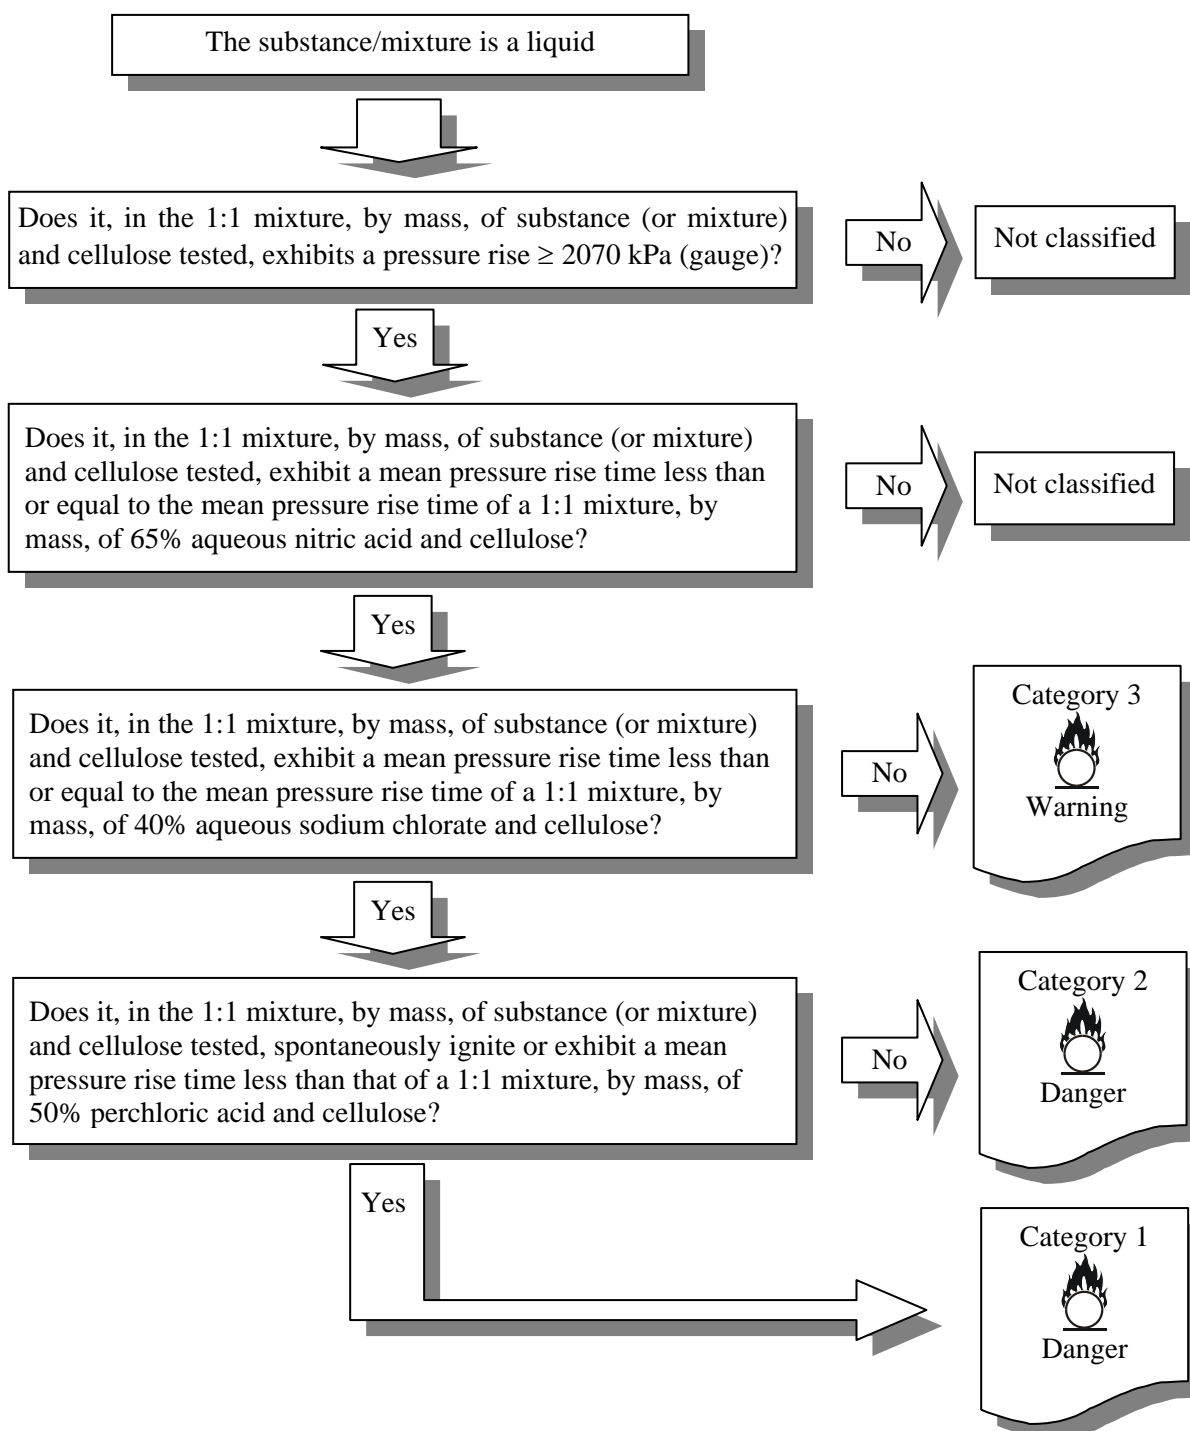 The substance/mixture is a liquid
Does it, in the 1:1 mixture, by mass, of substance (or mixture)
and cellulose tested, exhibits a pressure rise ≥ 2070 kPa (gauge)?
No
Not classified
Yes
Does it, in the 1:1 mixture, by mass, of substance (or mixture)
and cellulose tested, exhibit a mean pressure rise time less than
or equal to the mean pressure rise time of a 1:1 mixture, by
mass, of 65% aqueous nitric acid and cellulose?
No
Not classified
Yes
Does it, in the 1:1 mixture, by mass, of substance (or mixture)
and cellulose tested, exhibit a mean pressure rise time less than
or equal to the mean pressure rise time of a 1:1 mixture, by
mass, of 40% aqueous sodium chlorate and cellulose?
No
Category 3
Warning
Yes
Does it, in the 1:1 mixture, by mass, of substance (or mixture)
and cellulose tested, spontaneously ignite or exhibit a mean
pressure rise time less than that of a 1:1 mixture, by mass, of
50% perchloric acid and cellulose?
No
Category 2
Danger
Yes
Category 1
Danger